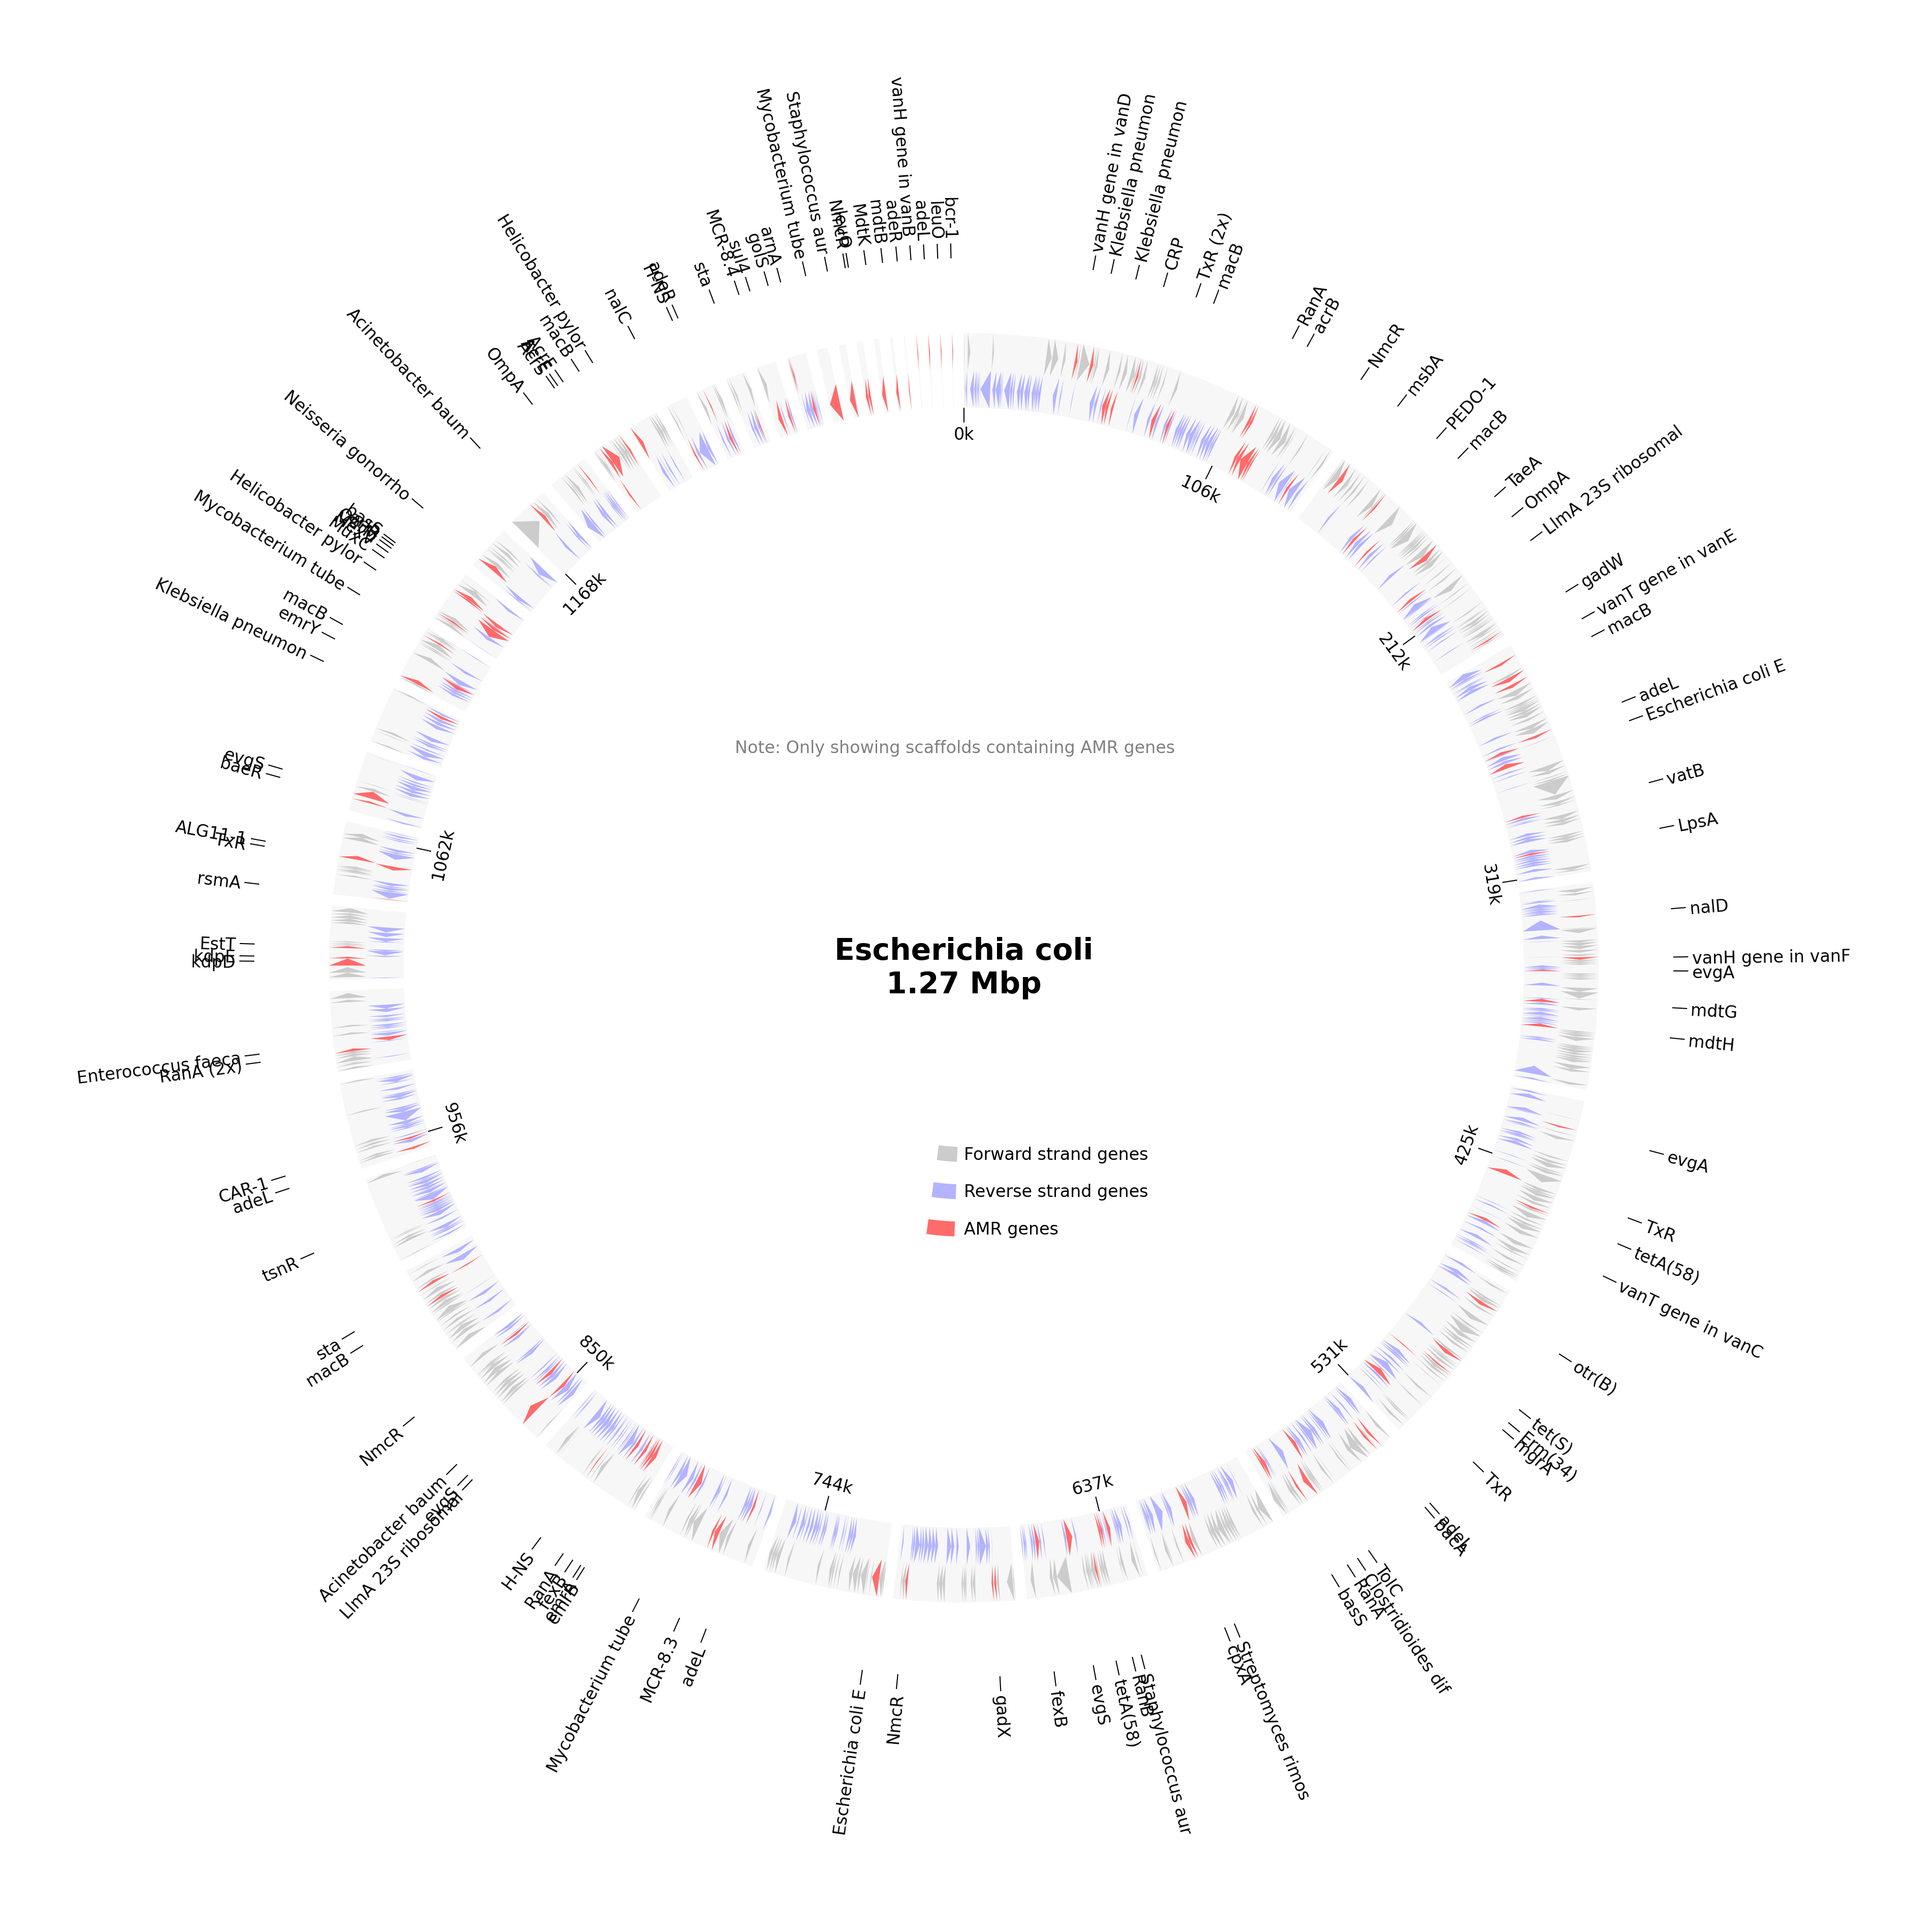 vanH gene in vanD
Klebsiella pneumon
Klebsiella pneumon
CRP
TxR (2x)
macB
RanA
acrB
NmcR
msbA
PEDO-1
macB
TaeA
OmpA
LlmA 23S ribosomal
gadW
vanT gene in vanE
macB
adeL
Escherichia coli E
vatB
LpsA
nalD
vanH gene in vanF
evgA
mdtG
mdtH
evgA
TxR
tetA(58)
vanT gene in vanC
otr(B)
tet(S)
Erm(34)
mgrA
TxR
adeL
bacA
TolC
Clostridioides dif
RanA
basS
Streptomyces rimos
cpxA
Staphylococcus aur
RanB
tetA(58)
evgS
fexB
gadX
NmcR
Escherichia coli E
adeL
MCR-8.3
Mycobacterium tube
emrB
emrA
fexB
RanA
H-NS
LlmA 23S ribosomal
evgS
Acinetobacter baum
NmcR
macB
sta
tsnR
adeL
CAR-1
RanA (2x)
Enterococcus faeca
kdpD
kdpE
EstT
rsmA
TxR
ALG11-1
baeR
evgS
Klebsiella pneumon
emrY
macB
Mycobacterium tube
Helicobacter pylor
MuxC
basS
Neisseria gonorrho
Acinetobacter baum
OmpA
AcrS
AcrE
macB
Helicobacter pylor
nalC
H-NS
adeR
sta
MCR-8.4
sul4
golS
arnA
Mycobacterium tube
Staphylococcus aur
NmcR
leuO
MdtK
mdtB
adeR
vanH gene in vanB
adeL
leuO
bcr-1
0k
106k
212k
319k
425k
531k
637k
744k
850k
956k
1062k
1168k
Note: Only showing scaffolds containing AMR genes
Escherichia coli
1.27 Mbp
Forward strand genes
Reverse strand genes
AMR genes